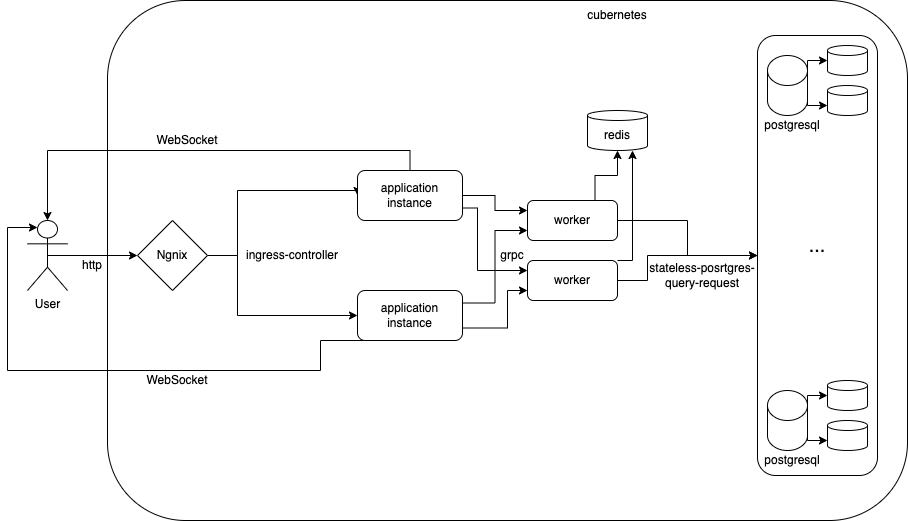 cubernetes
postgresql
redis
WebSocket
application
instance
worker
Ngnix
ingress-controller
http
grpc
...
User
worker
stateless-posrtgres-
query-request
application
instance
WebSocket
postgresql